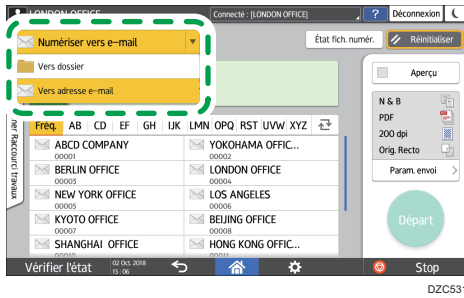 LONDON OFFICE
Connecté : [LONDON OFFICE]
?
Déconnexion
Numériser vers e-mail
État fich. numér.
Réinitialiser
Vers dossier
Vers adresse e-mail
Aperçu
N & B
PDF
200 dpi
Orig. Recto
Param. envoi
Départ
Fréq. AB CD EF GH IJK LMN OPQ RST UVW XYZ
ABCD COMPANY
00001
YOKOHAMA OFFIC...
00002
BERLIN OFFICE
00003
LONDON OFFICE
00004
NEW YORK OFFICE
00005
LOS ANGELES
00006
KYOTO OFFICE
00007
BEIJING OFFICE
00008
SHANGHAI OFFICE
HONG KONG OFFIC...
raccourci travaux
Vérifier l'état
02 Oct. 2018
15 : 06
Stop
DZC531